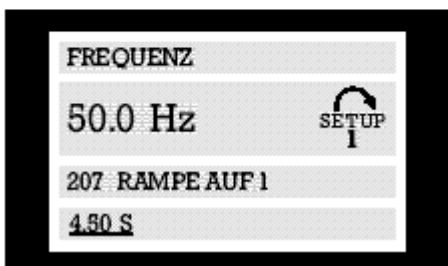 FREQUENZ
50.0 Hz
SETUP
1
207 RAMPE AUF 1
4.50 S